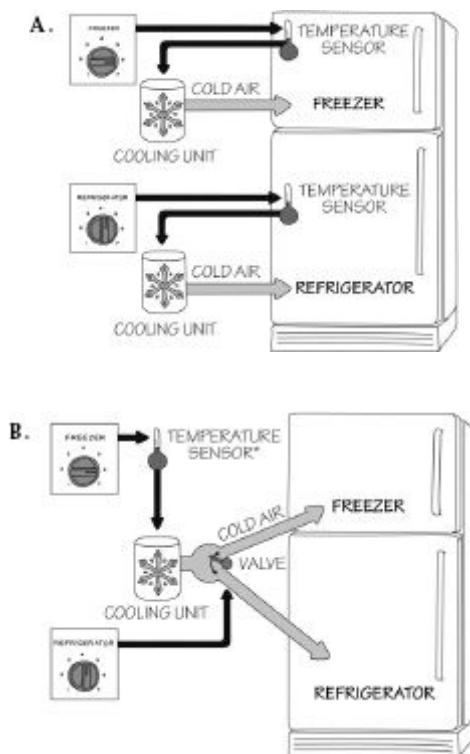 A.
FREEZER
TEMPERATURE
SENSOR
COLD AIR
FREEZER
COOLING UNIT
REFRIGERATOR
TEMPERATURE
SENSOR
COLD AIR
REFRIGERATOR
COOLING UNIT
B.
FREEZER
TEMPERATURE
SENSOR*
COLD AIR
FREEZER
VALVE
COOLING UNIT
REFRIGERATOR
REFRIGERATOR